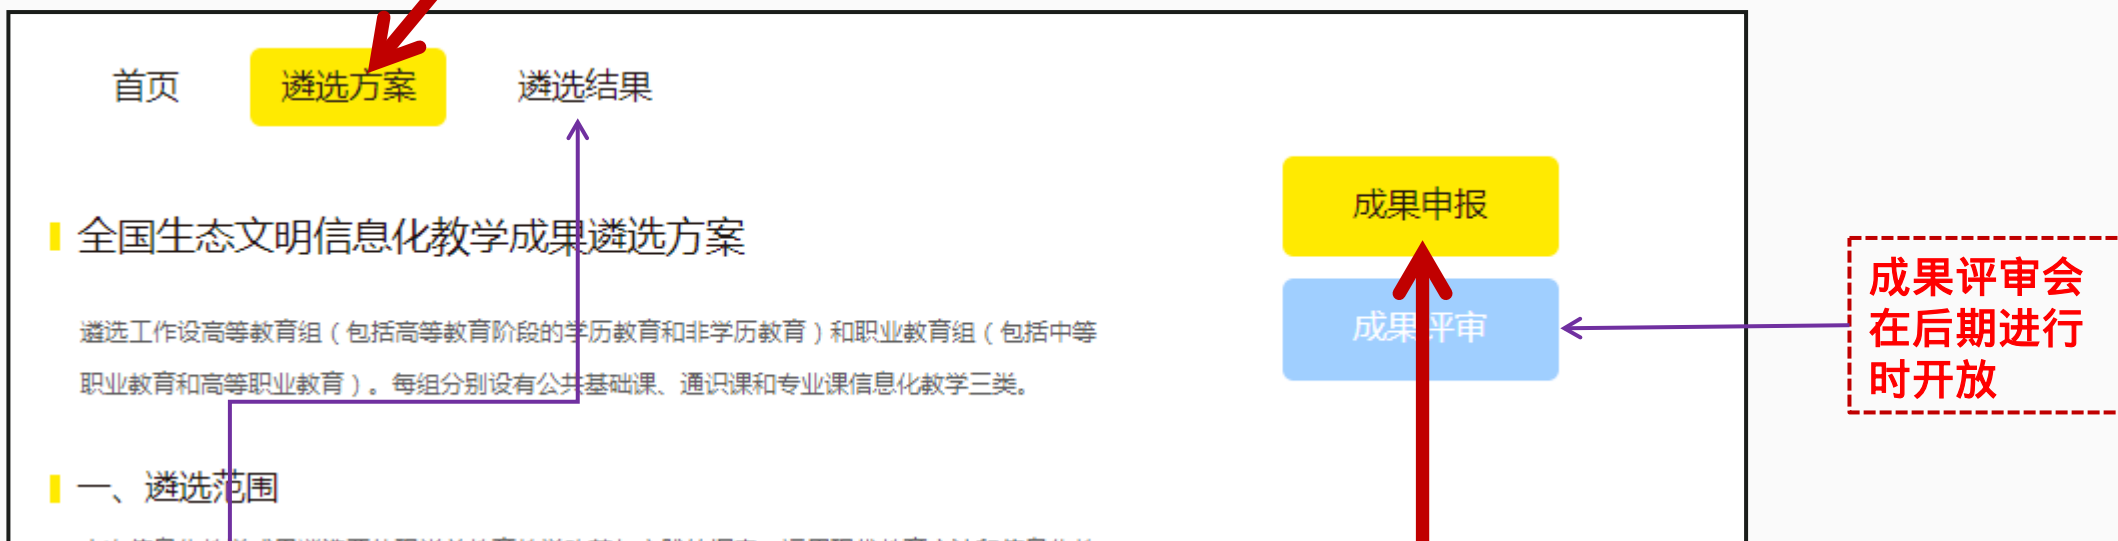 首页 遴选方案 遴选结果
成果申报
全国生态文明信息化教学成果遴选方案
成果评审
成果评审会
在后期进行
时开放
遴选工作设高等教育组（包括高等教育阶段的学历教育和非学历教育）和职业教育组（包括中等
职业教育和高等职业教育）。每组分别设有公共基础课、通识课和专业课信息化教学三类。
一、遴选范围